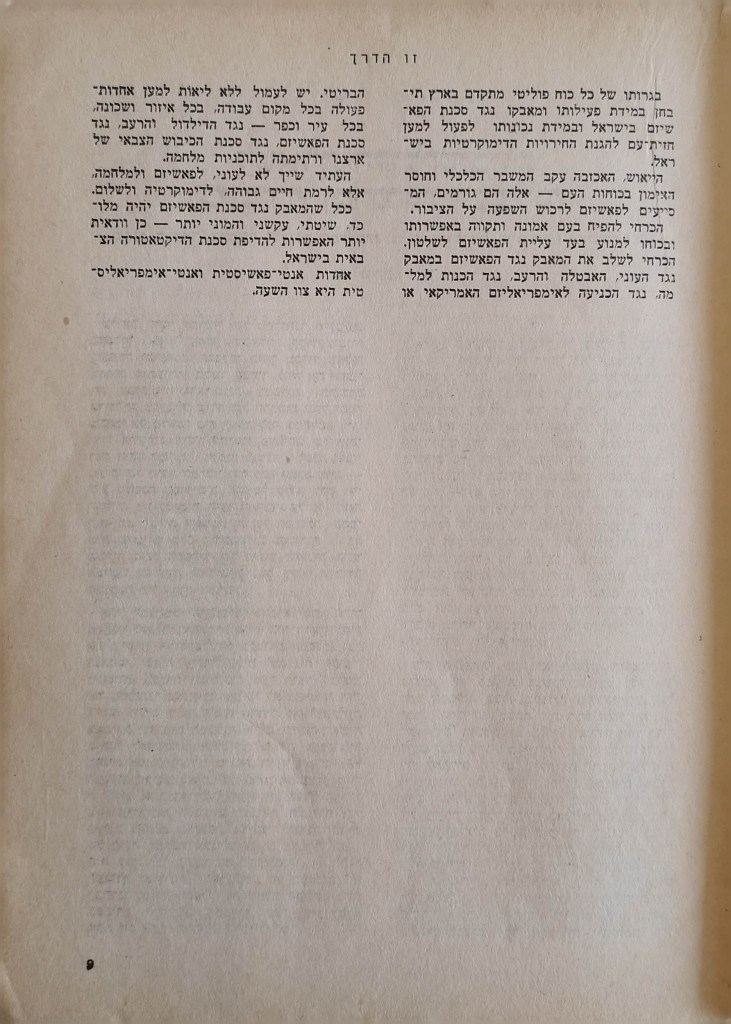 זו הדרך
בגרותו של כל כוח פוליטי מתקדם בארץ תי־
בחן במידת פעילותו ומאבקו נגד סכנת הפא־
שיזם בישראל ובמידת נכונותו לפעול למען
חזית־עם להגנת החירויות הדימוקרטיות ביש־
ראל.
היאוש, האכזבה עקב המשבר הכלכלי וחוסר
האימון בכוחות העם — אלה הם גורמים, המ־
סייעים לפאשיזם לרכוש השפעה על הציבור.
הכרחי להפיח בעם אמונה ותקווה באפשרותו
ובכוחו למנוע בעד עליית הפאשיזם לשלטון.
הכרחי לשלב את המאבק נגד הפאשיזם במאבק
נגד העוני, האבטלה והרעב, נגד הכנות למל־
מה, נגד הכניעה לאימפריאליזם האמריקאי או
הבריטי. יש לעמול ללא ליאות למען אחדות־
פעולה בכל מקום עבודה, בכל איזור ושכונה,
בכל עיר וכפר — נגד הדילדול והרעב, נגד
סכנת הפאשיזם, נגד סכנת הכיבוש הצבאי של
ארצנו ורתימתה לתוכניות מלחמה.
העתיד שייך לא לעוני, לפאשיזם ולמלחמה,
אלא לרמת חיים גבוהה, לדימוקרטיה ולשלום.
ככל שהמאבק נגד סכנת הפאשיזם יהיה מלו־
כד, שיטתי, עקשני והמוני יותר — כן וודאית
יותר האפשרות להדיפת סכנת הדיקטאטורה הצ־
באית בישראל.
אחדות אנטי־פאשיסטית ואנטי־אימפריאליס־
טית היא צוו השעה.
9